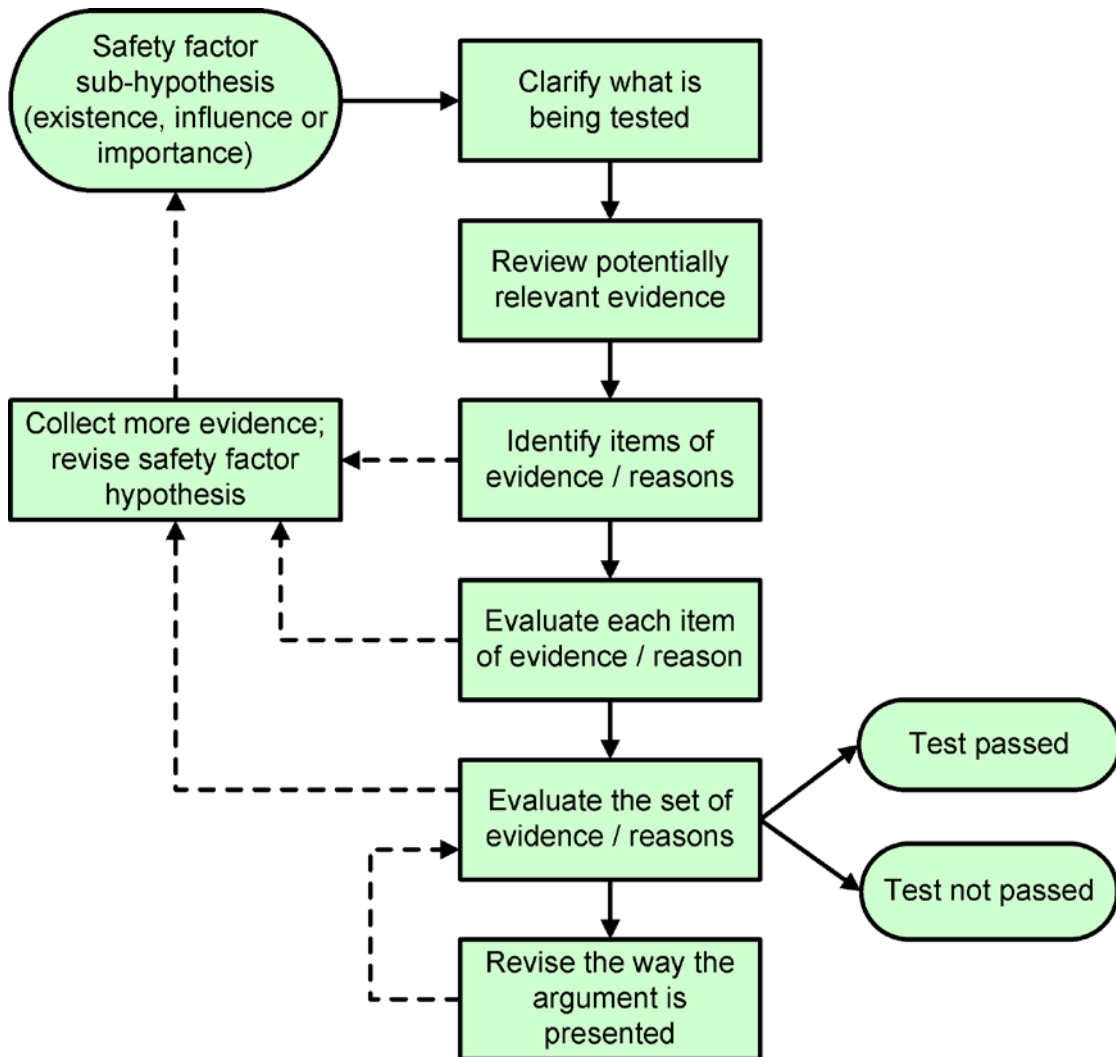 Safety factor
sub-hypothesis
(existence, influence or
importance)
Clarify what is
being tested
Review potentially
relevant evidence
Collect more evidence;
revise safety factor
hypothesis
Identify items of
evidence / reasons
Evaluate each item
of evidence / reason
Evaluate the set of
evidence / reasons
Test passed
Test not passed
Revise the way the
argument is
presented